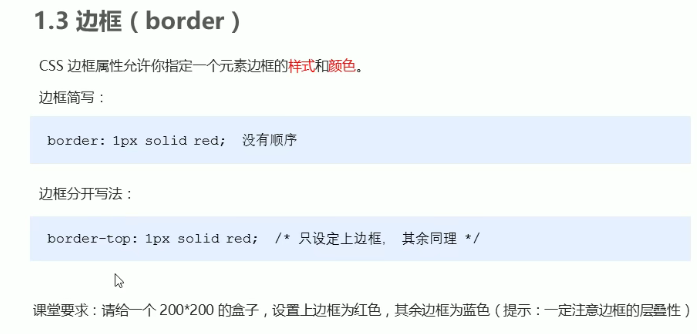 1.3 边框（border）
CSS 边框属性允许你指定一个元素边框的样式和颜色。
边框简写：
border: 1px solid red;  没有顺序
边框分开写法：
border-top: 1px solid red;  /* 只设定上边框， 其余同理 */
课堂要求：请给一个 200*200 的盒子，设置上边框为红色，其余边框为蓝色（提示：一定注意边框的层叠性）